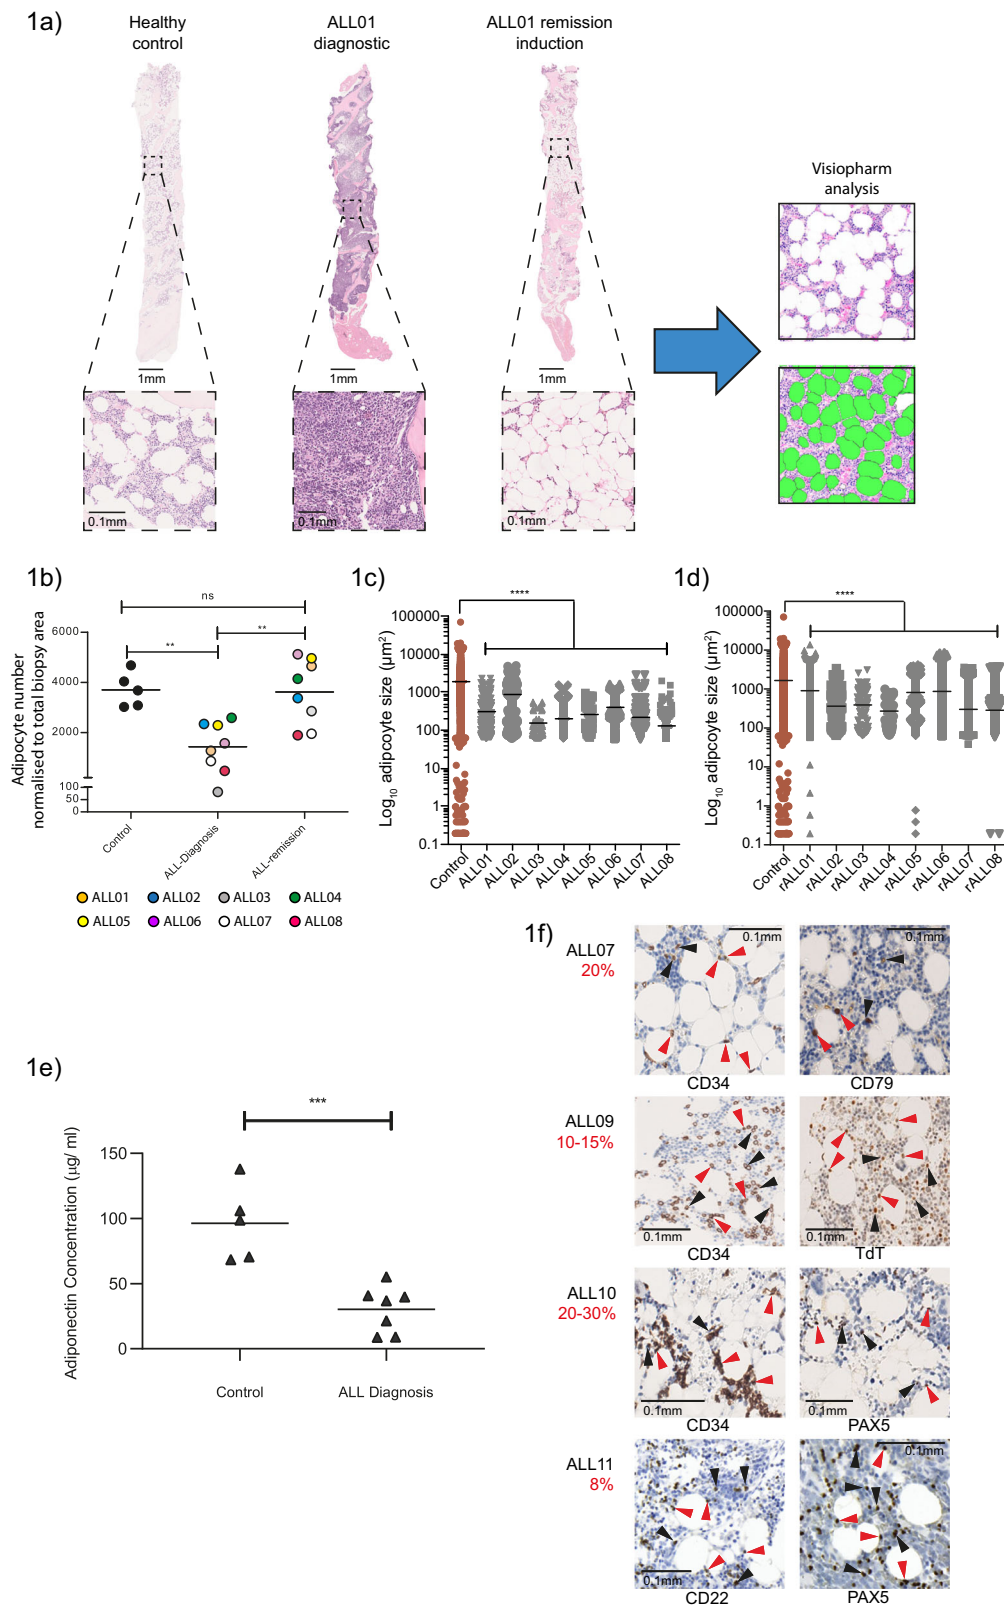 1a)
Healthy
control
ALL01
diagnostic
ALL01 remission
induction
Visiopharm
analysis
1mm
1mm
1mm
0.1mm
0.1mm
0.1mm
1b)
ns
**
**
Adipocyte number
normalised to total biopsy area
6000
4000
2000
100
50
0
Control
ALL-Diagnosis
ALL-remission
ALL01
ALL02
ALL03
ALL04
ALL05
ALL06
ALL07
ALL08
1c)
****
Log10 adipcoyte size (µm²)
100000
10000
1000
100
10
1
0.1
Control
ALL01
ALL02
ALL03
ALL04
ALL05
ALL06
ALL07
ALL08
1d)
****
Log10 adipcoyte size (µm²)
100000
10000
1000
100
10
1
0.1
Control
rALL01
rALL02
rALL03
rALL04
rALL05
rALL06
rALL07
rALL08
1e)
***
Adiponectin Concentration (µg/ ml)
150
100
50
0
Control
ALL Diagnosis
1f)
ALL07
20%
0.1mm
0.1mm
CD34
CD79
ALL09
10-15%
0.1mm
0.1mm
CD34
TdT
ALL10
20-30%
0.1mm
0.1mm
CD34
PAX5
ALL11
8%
0.1mm
0.1mm
CD22
PAX5